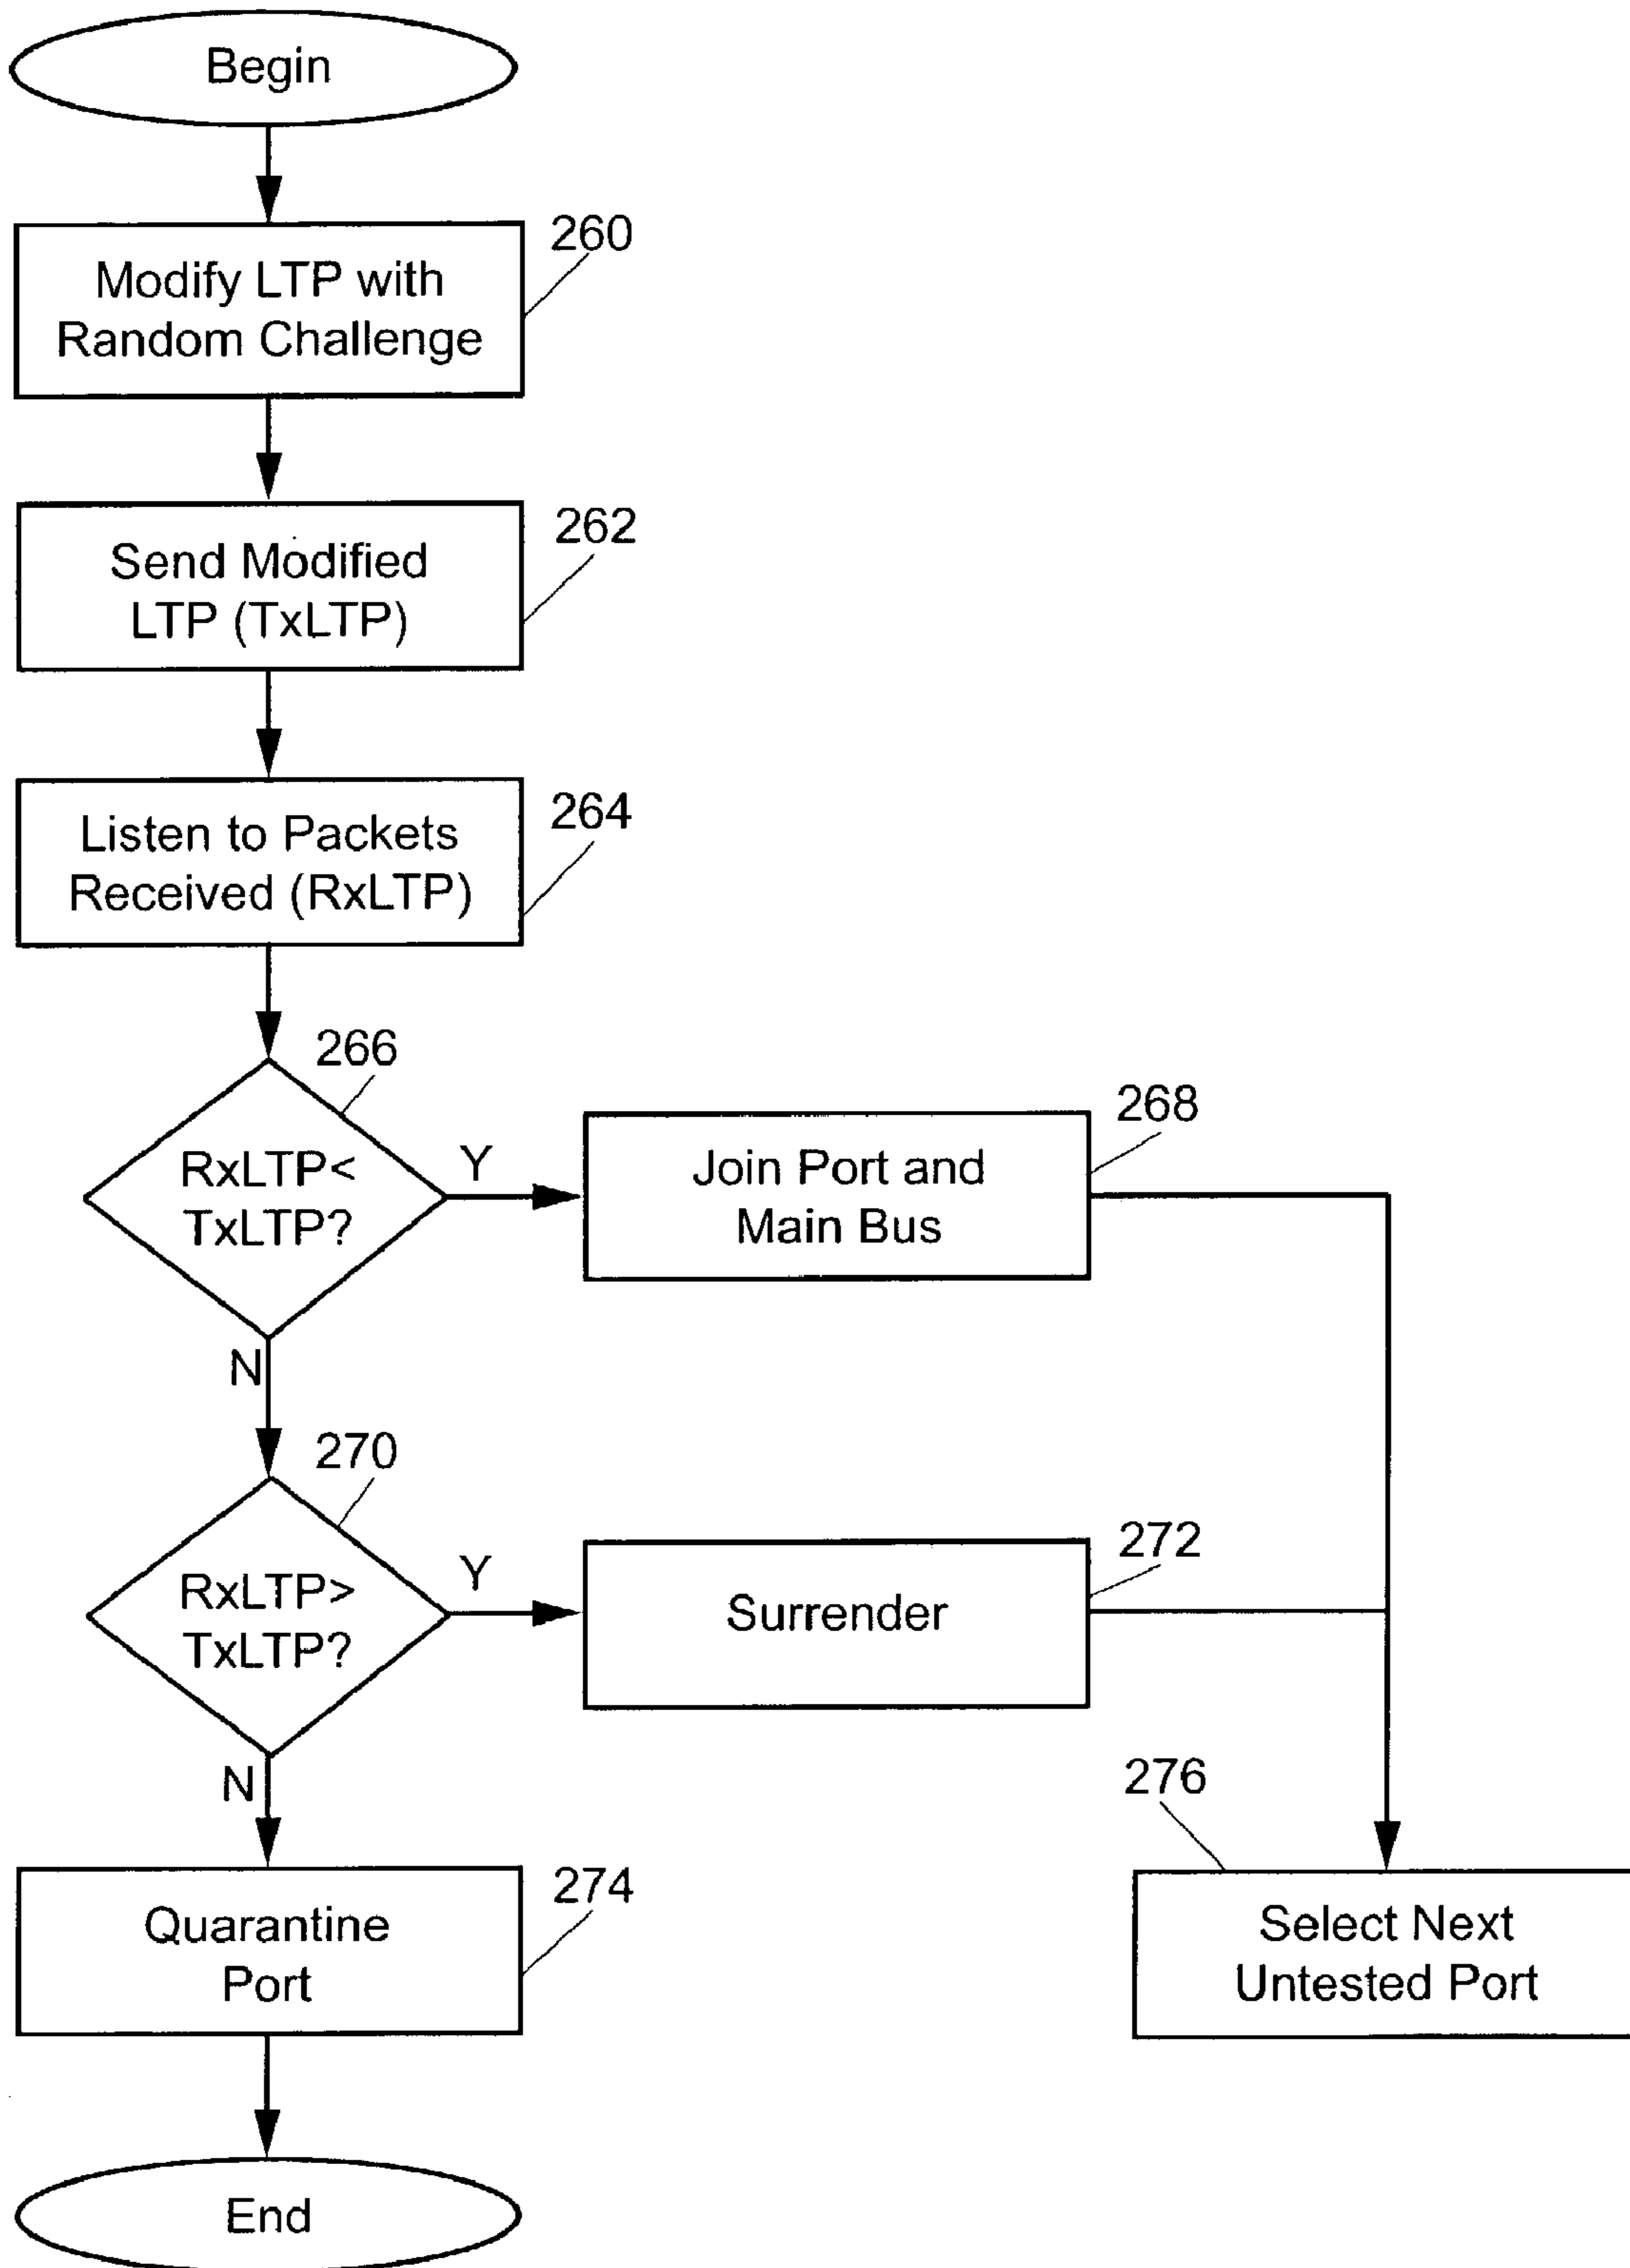 Begin
260
Modify LTP with
Random Challenge
262
Send Modified
LTP (TxLTP)
264
Listen to Packets
Received (RxLTP)
266
RxLTP<
TxLTP?
Y
N
268
Join Port and
Main Bus
270
RxLTP>
TxLTP?
Y
N
272
Surrender
274
Quarantine
Port
276
Select Next
Untested Port
End